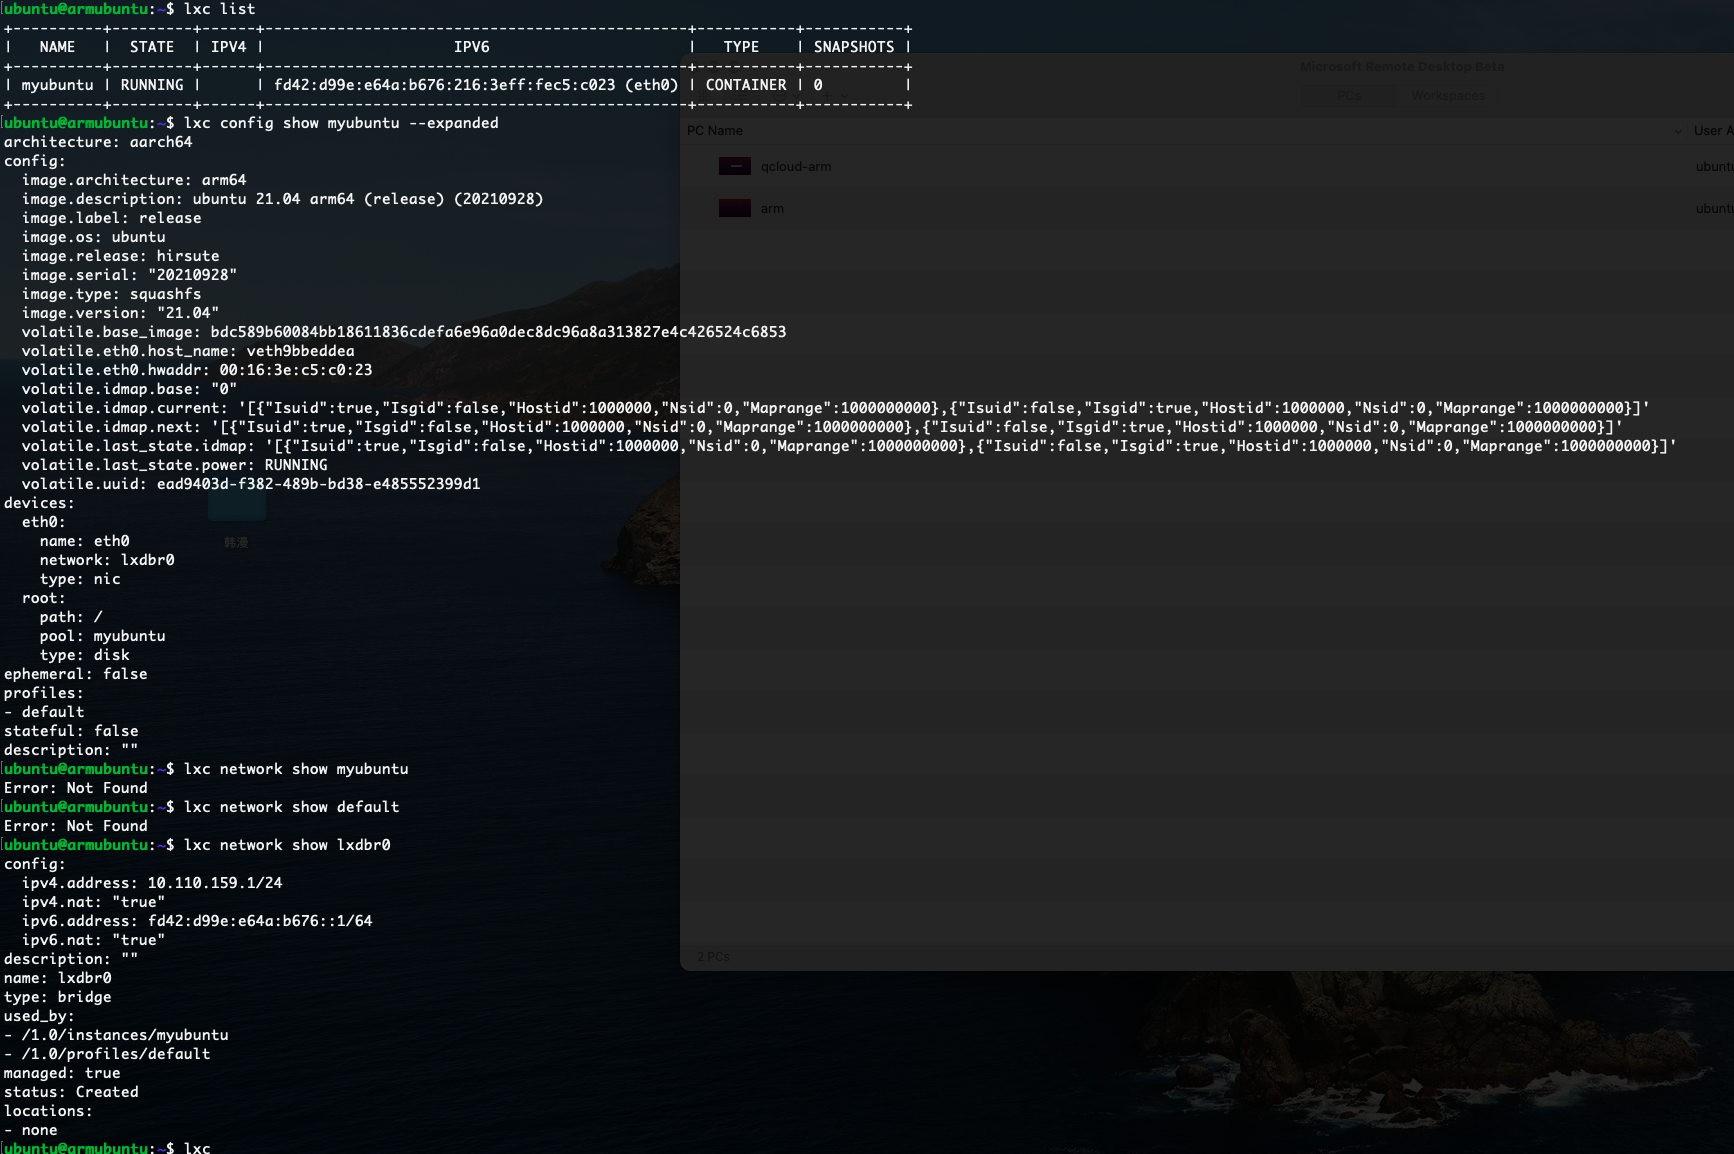 ubuntu@armubuntu:~$ lxc list
+----------+---------+------+-----------------------------------------------+-----------+-----------+
|   NAME   |  STATE  | IPV4 |                     IPV6                      |   TYPE    | SNAPSHOTS |
+----------+---------+------+-----------------------------------------------+-----------+-----------+
| myubuntu | RUNNING |      | fd42:d99e:e64a:b676:216:3eff:fec5:c023 (eth0) | CONTAINER | 0         |
+----------+---------+------+-----------------------------------------------+-----------+-----------+
ubuntu@armubuntu:~$ lxc config show myubuntu --expanded
architecture: aarch64
config:
  image.architecture: arm64
  image.description: ubuntu 21.04 arm64 (release) (20210928)
  image.label: release
  image.os: ubuntu
  image.release: hirsute
  image.serial: "20210928"
  image.type: squashfs
  image.version: "21.04"
  volatile.base_image: bdc589b60084bb18611836cdefa6e96a0dec8dc96a8a313827e4c426524c6853
  volatile.eth0.host_name: veth9bbeddea
  volatile.eth0.hwaddr: 00:16:3e:c5:c0:23
  volatile.idmap.base: "0"
  volatile.idmap.current: '[{"Isuid":true,"Isgid":false,"Hostid":1000000,"Nsid":0,"Maprange":1000000000},{"Isuid":false,"Isgid":true,"Hostid":1000000,"Nsid":0,"Maprange":1000000000}]'
  volatile.idmap.next: '[{"Isuid":true,"Isgid":false,"Hostid":1000000,"Nsid":0,"Maprange":1000000000},{"Isuid":false,"Isgid":true,"Hostid":1000000,"Nsid":0,"Maprange":1000000000}]'
  volatile.last_state.idmap: '[{"Isuid":true,"Isgid":false,"Hostid":1000000,"Nsid":0,"Maprange":1000000000},{"Isuid":false,"Isgid":true,"Hostid":1000000,"Nsid":0,"Maprange":1000000000}]'
  volatile.last_state.power: RUNNING
  volatile.uuid: ead9403d-f382-489b-bd38-e485552399d1
devices:
  eth0:
    name: eth0
    network: lxdbr0
    type: nic
  root:
    path: /
    pool: myubuntu
    type: disk
ephemeral: false
profiles:
- default
stateful: false
description: ""
ubuntu@armubuntu:~$ lxc network show myubuntu
Error: Not Found
ubuntu@armubuntu:~$ lxc network show default
Error: Not Found
ubuntu@armubuntu:~$ lxc network show lxdbr0
config:
  ipv4.address: 10.110.159.1/24
  ipv4.nat: "true"
  ipv6.address: fd42:d99e:e64a:b676::1/64
  ipv6.nat: "true"
description: ""
name: lxdbr0
type: bridge
used_by:
- /1.0/instances/myubuntu
- /1.0/profiles/default
managed: true
status: Created
locations:
- none
ubuntu@armubuntu:~$ lxc
Microsoft Remote Desktop Beta
PCs Workspaces
PC Name User A
qcloud-arm ubuntu
arm ubuntu
2 PCs
韩漫